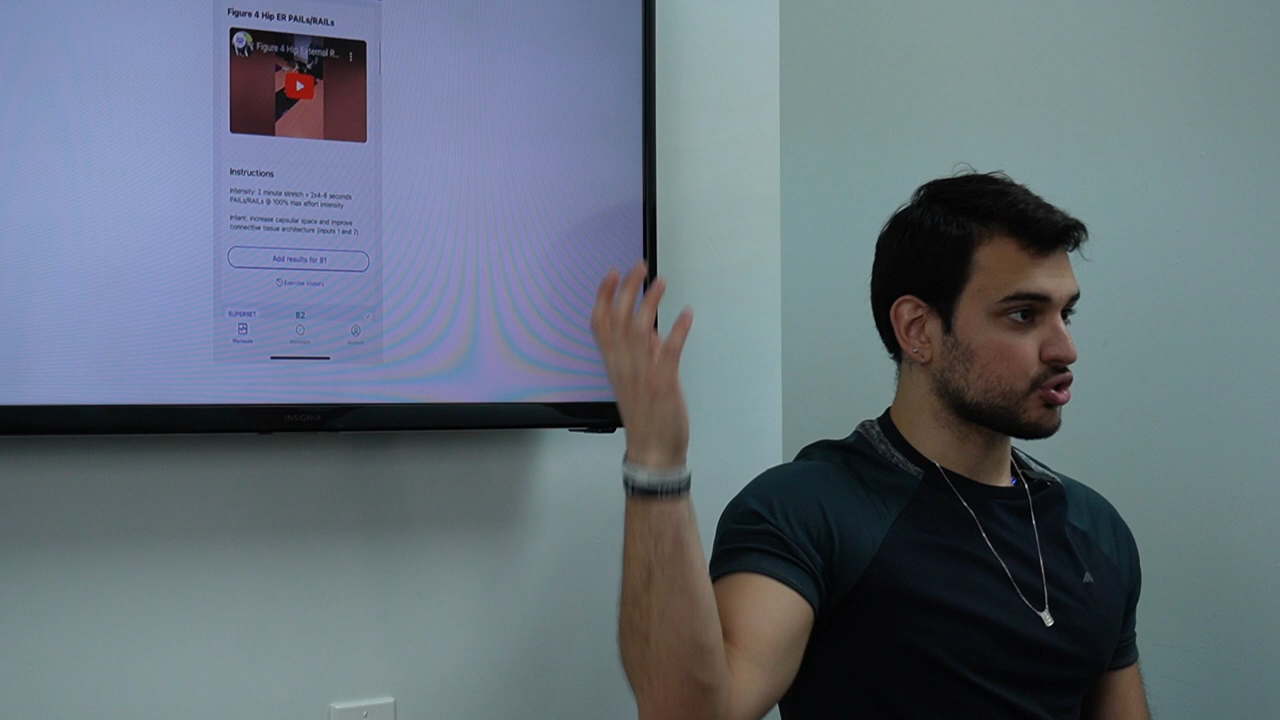 Figure 4 Hip ER PAILs/RAILs
Figure 4 Hip External R...
Instructions
Intensity: 2 minute stretch + 2x4-8 seconds
PAILs/RAILs @ 100% max effort intensity
Intent: increase capsular space and improve
connective tissue architecture (inputs 1 and 7)
Add results for B1
Exercise History
SUPERSET
B2
INSIGNIA